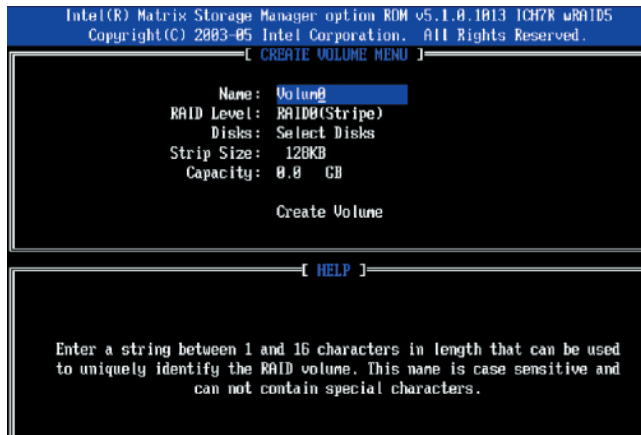 Intel(R) Matrix Storage Manager option ROM v5.1.0.1013 ICH7R wRAID5
Copyright(C) 2003-05 Intel Corporation. All Rights Reserved.
[ CREATE VOLUME MENU ]
Name: Volum0
RAID Level: RAID0(Stripe)
Disks: Select Disks
Strip Size: 128KB
Capacity: 0.0 GB
Create Volume
[ HELP ]
Enter a string between 1 and 16 characters in length that can be used
to uniquely identify the RAID volume. This name is case sensitive and
can not contain special characters.